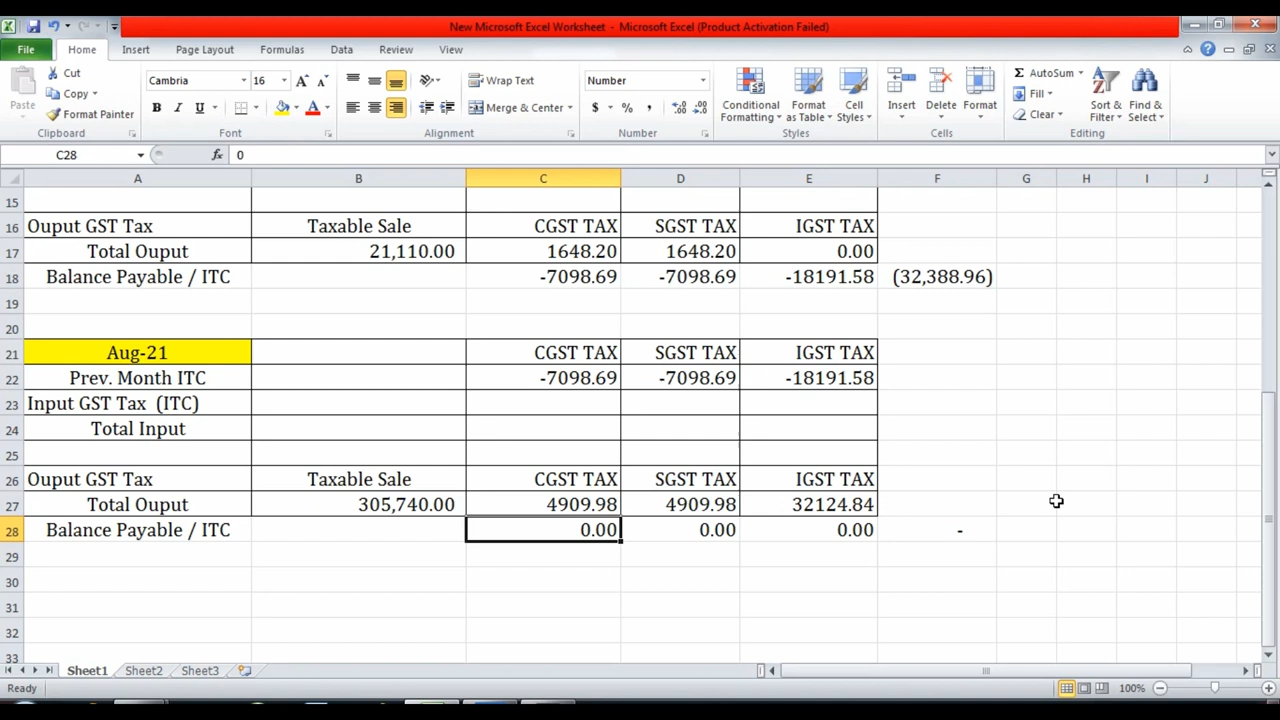 New Microsoft Excel Worksheet - Microsoft Excel (Product Activation Failed)
File Home Insert Page Layout Formulas Data Review View
Paste Cut Copy Format Painter Clipboard
Cambria 16 A A B I U A Font
Wrap Text Merge & Center Alignment
Number $ % , Number
Conditional Formatting Format as Table Cell Styles Styles
Insert Delete Format Cells
Σ AutoSum Fill Clear Sort & Filter Find & Select Editing
C28 fx 0
A B C D E F G H I J
15
16 Ouput GST Tax Taxable Sale CGST TAX SGST TAX IGST TAX
17 Total Ouput 21,110.00 1648.20 1648.20 0.00
18 Balance Payable / ITC -7098.69 -7098.69 -18191.58 (32,388.96)
19
20
21 Aug-21 CGST TAX SGST TAX IGST TAX
22 Prev. Month ITC -7098.69 -7098.69 -18191.58
23 Input GST Tax (ITC)
24 Total Input
25
26 Ouput GST Tax Taxable Sale CGST TAX SGST TAX IGST TAX
27 Total Ouput 305,740.00 4909.98 4909.98 32124.84
28 Balance Payable / ITC 0.00 0.00 0.00 -
29
30
31
32
33
Sheet1 Sheet2 Sheet3
Ready 100%